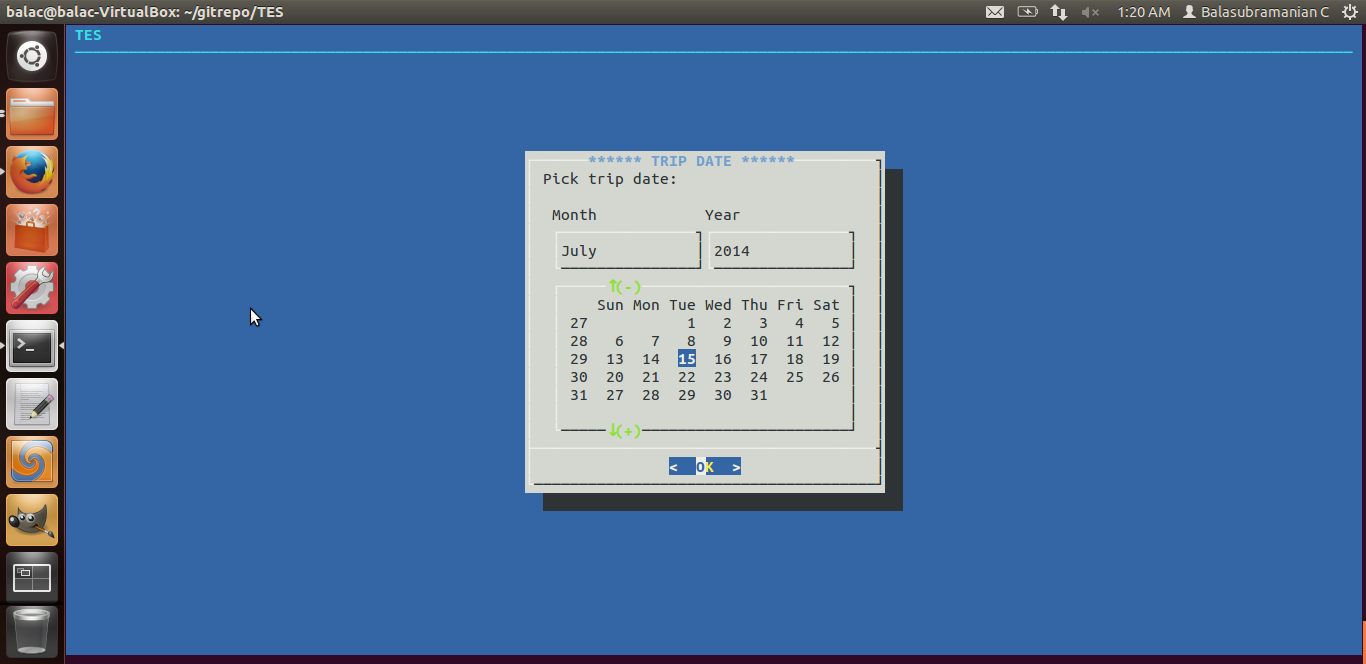 balac@balac-VirtualBox: ~/gitrepo/TES 1:20 AM Balasubramanian C
TES
****** TRIP DATE ******
Pick trip date:
Month Year
July 2014
↑(-)
Sun Mon Tue Wed Thu Fri Sat
27 1 2 3 4 5
28 6 7 8 9 10 11 12
29 13 14 15 16 17 18 19
30 20 21 22 23 24 25 26
31 27 28 29 30 31
↓(+)
< OK >